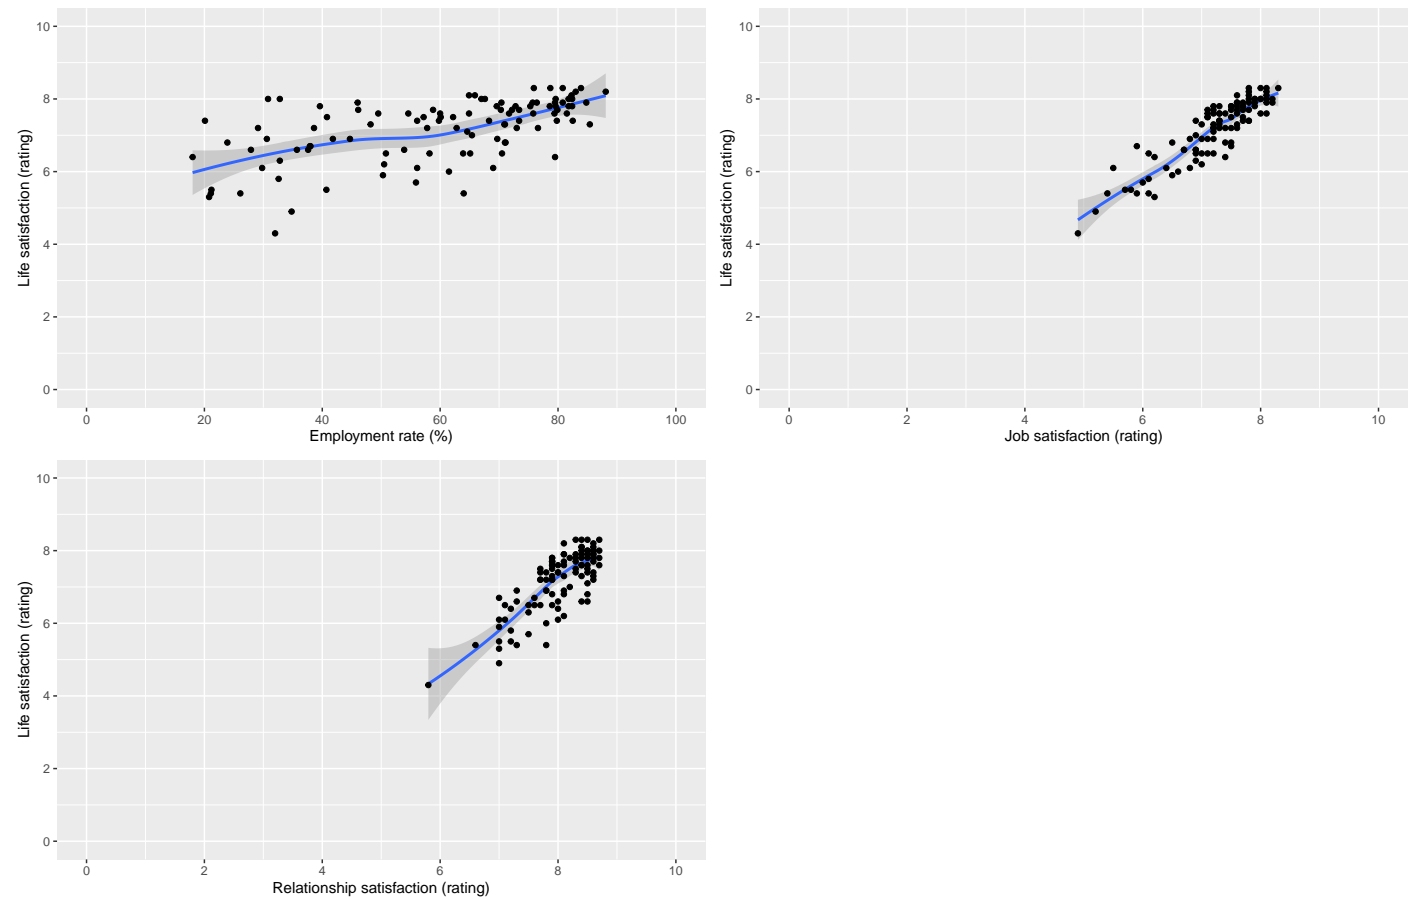 10
8
6
4
2
0
Life satisfaction (rating)
0 20 40 60 80 100
Employment rate (%)
10
8
6
4
2
0
Life satisfaction (rating)
0 2 4 6 8 10
Job satisfaction (rating)
10
8
6
4
2
0
Life satisfaction (rating)
0 2 4 6 8 10
Relationship satisfaction (rating)